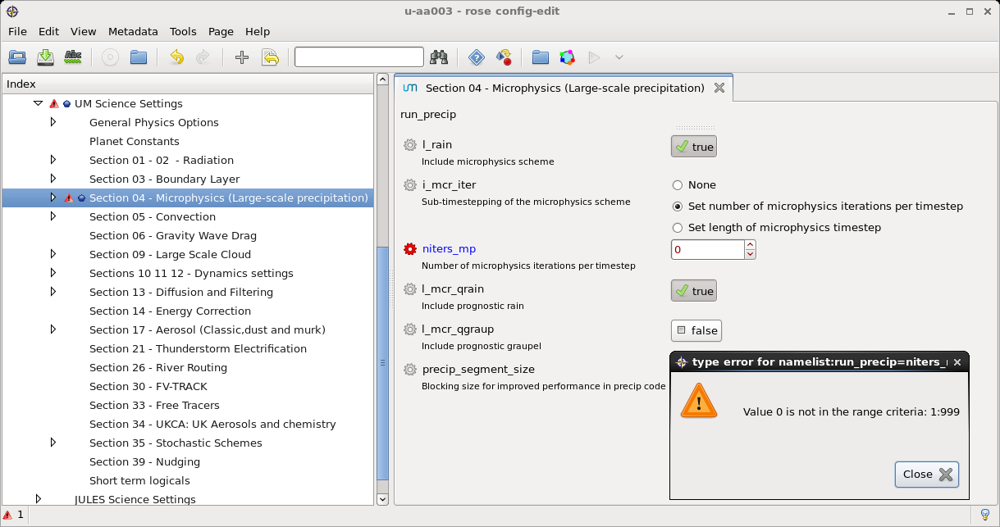 u-aa003 - rose config-edit
File Edit View Metadata Tools Page Help
Abc
Index
UM Science Settings
General Physics Options
Planet Constants
Section 01 - 02  - Radiation
Section 03 - Boundary Layer
Section 04 - Microphysics (Large-scale precipitation)
Section 05 - Convection
Section 06 - Gravity Wave Drag
Section 09 - Large Scale Cloud
Sections 10 11 12 - Dynamics settings
Section 13 - Diffusion and Filtering
Section 14 - Energy Correction
Section 17 - Aerosol (Classic,dust and murk)
Section 21 - Thunderstorm Electrification
Section 26 - River Routing
Section 30 - FV-TRACK
Section 33 - Free Tracers
Section 34 - UKCA: UK Aerosols and chemistry
Section 35 - Stochastic Schemes
Section 39 - Nudging
Short term logicals
JULES Science Settings
1
UM Section 04 - Microphysics (Large-scale precipitation)
run_precip
l_rain
true
Include microphysics scheme
i_mcr_iter
None
Sub-timestepping of the microphysics scheme
Set number of microphysics iterations per timestep
Set length of microphysics timestep
niters_mp
0
Number of microphysics iterations per timestep
l_mcr_qrain
true
Include prognostic rain
l_mcr_qgraup
false
Include prognostic graupel
precip_segment_size
Blocking size for improved performance in precip code
type error for namelist:run_precip=niters_
Value 0 is not in the range criteria: 1:999
Close